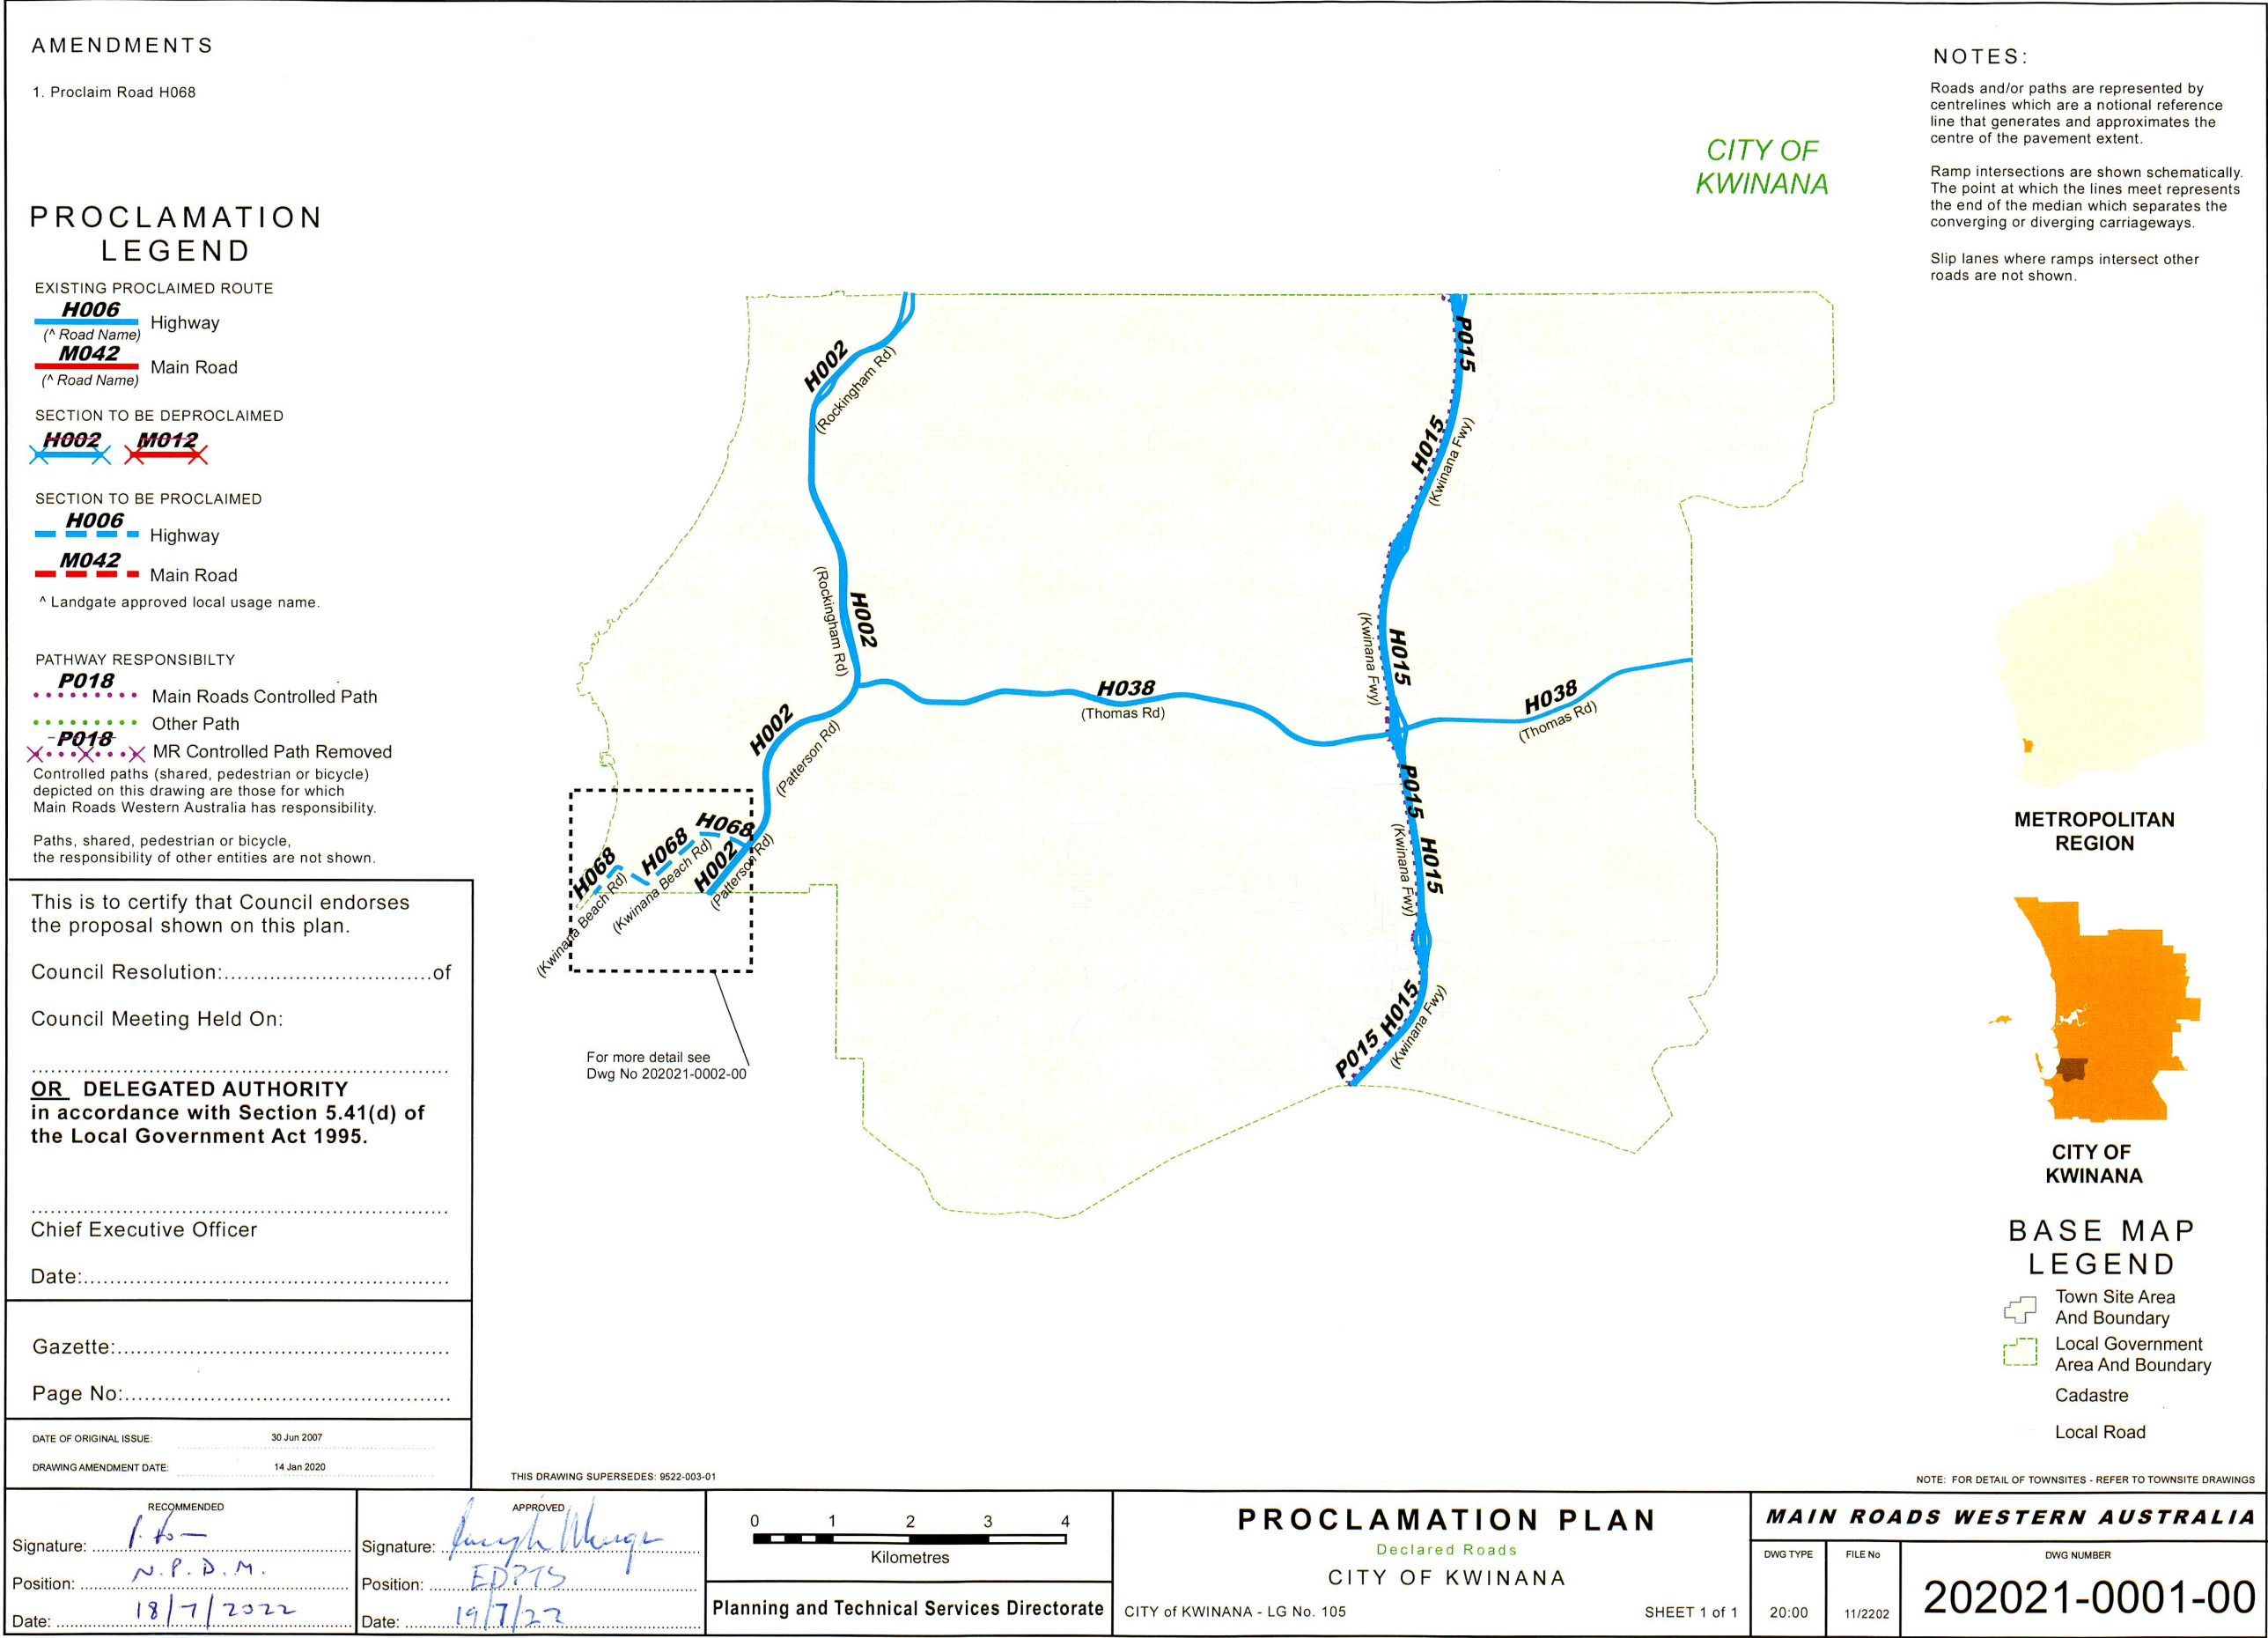 AMENDMENTS
1. Proclaim Road H068
PROCLAMATION
LEGEND
EXISTING PROCLAIMED ROUTE
H006
Highway
(^ Road Name)
M042
Main Road
(^ Road Name)
SECTION TO BE DEPROCLAIMED
H002 M012
SECTION TO BE PROCLAIMED
H006
Highway
M042
Main Road
^ Landgate approved local usage name.
PATHWAY RESPONSIBILTY
P018
Main Roads Controlled Path
Other Path
P018
MR Controlled Path Removed
Controlled paths (shared, pedestrian or bicycle)
depicted on this drawing are those for which
Main Roads Western Australia has responsibility.
Paths, shared, pedestrian or bicycle,
the responsibility of other entities are not shown.
This is to certify that Council endorses
the proposal shown on this plan.
Council Resolution:................................of
Council Meeting Held On:
OR DELEGATED AUTHORITY
in accordance with Section 5.41(d) of
the Local Government Act 1995.
Chief Executive Officer
Date:
Gazette:
Page No:
DATE OF ORIGINAL ISSUE: 30 Jun 2007
DRAWING AMENDMENT DATE: 14 Jan 2020
CITY OF
KWINANA
H002
(Rockingham Rd)
P015
H015
(Kwinana Fwy)
(Rockingham Rd)
H002
(Kwinana Fwy)
H015
H038
(Thomas Rd)
H038
(Thomas Rd)
H002
(Patterson Rd)
P015
(Kwinana Fwy)
H015
H068
H068
H068
H002
(Kwinana Beach Rd)
(Kwinana Beach Rd)
(Patterson Rd)
P015 H015
(Kwinana Fwy)
For more detail see
Dwg No 202021-0002-00
THIS DRAWING SUPERSEDES: 9522-003-01
NOTES:
Roads and/or paths are represented by
centrelines which are a notional reference
line that generates and approximates the
centre of the pavement extent.
Ramp intersections are shown schematically.
The point at which the lines meet represents
the end of the median which separates the
converging or diverging carriageways.
Slip lanes where ramps intersect other
roads are not shown.
METROPOLITAN
REGION
CITY OF
KWINANA
BASE MAP
LEGEND
Town Site Area
And Boundary
Local Government
Area And Boundary
Cadastre
Local Road
NOTE: FOR DETAIL OF TOWNSITES - REFER TO TOWNSITE DRAWINGS
RECOMMENDED
Signature:
Position: N.P.D.M.
Date: 18/7/2022
APPROVED
Signature:
Position: EDPTS
Date: 19/7/22
0 1 2 3 4
Kilometres
Planning and Technical Services Directorate
PROCLAMATION PLAN
Declared Roads
CITY OF KWINANA
CITY of KWINANA - LG No. 105
SHEET 1 of 1
MAIN ROADS WESTERN AUSTRALIA
DWG TYPE
20:00
FILE No
11/2202
DWG NUMBER
202021-0001-00